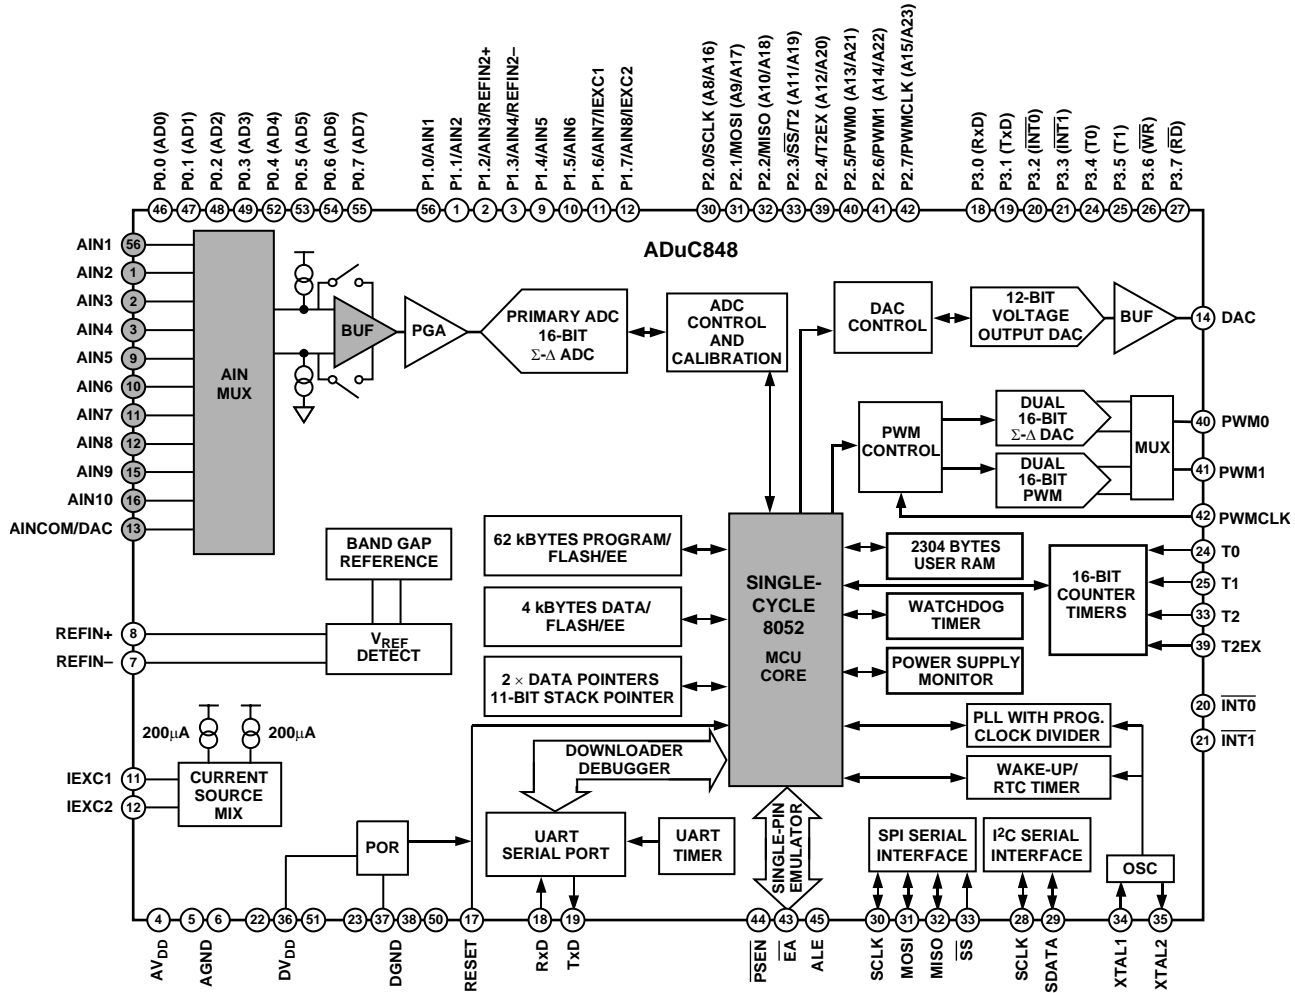 P0.0 (AD0)
P0.1 (AD1)
P0.2 (AD2)
P0.3 (AD3)
P0.4 (AD4)
P0.5 (AD5)
P0.6 (AD6)
P0.7 (AD7)
P1.0/AIN1
P1.1/AIN2
P1.2/AIN3/REFIN2+
P1.3/AIN4/REFIN2–
P1.4/AIN5
P1.5/AIN6
P1.6/AIN7/IEXC1
P1.7/AIN8/IEXC2
P2.0/SCLK (A8/A16)
P2.1/MOSI (A9/A17)
P2.2/MISO (A10/A18)
P2.3/SS/T2 (A11/A19)
P2.4/T2EX (A12/A20)
P2.5/PWM0 (A13/A21)
P2.6/PWM1 (A14/A22)
P2.7/PWMCLK (A15/A23)
P3.0 (RxD)
P3.1 (TxD)
P3.2 (INT0)
P3.3 (INT1)
P3.4 (T0)
P3.5 (T1)
P3.6 (WR)
P3.7 (RD)
46 47 48 49 52 53 54 55
56 1 2 3 9 10 11 12
30 31 32 33 39 40 41 42
18 19 20 21 24 25 26 27
ADuC848
AIN1 56
AIN2 1
AIN3 2
AIN4 3
AIN5 9
AIN6 10
AIN7 11
AIN8 12
AIN9 15
AIN10 16
AINCOM/DAC 13
AIN
MUX
BUF
PGA
PRIMARY ADC
16-BIT
Σ-Δ ADC
ADC
CONTROL
AND
CALIBRATION
DAC
CONTROL
12-BIT
VOLTAGE
OUTPUT DAC
BUF
14 DAC
PWM
CONTROL
DUAL
16-BIT
Σ-Δ DAC
DUAL
16-BIT
PWM
MUX
40 PWM0
41 PWM1
42 PWMCLK
BAND GAP
REFERENCE
VREF
DETECT
REFIN+ 8
REFIN– 7
62 kBYTES PROGRAM/
FLASH/EE
4 kBYTES DATA/
FLASH/EE
2 × DATA POINTERS
11-BIT STACK POINTER
SINGLE-
CYCLE
8052
MCU
CORE
2304 BYTES
USER RAM
WATCHDOG
TIMER
POWER SUPPLY
MONITOR
16-BIT
COUNTER
TIMERS
24 T0
25 T1
33 T2
39 T2EX
20 INT0
21 INT1
PLL WITH PROG.
CLOCK DIVIDER
WAKE-UP/
RTC TIMER
200μA
200μA
IEXC1 11
IEXC2 12
CURRENT
SOURCE
MIX
DOWNLOADER
DEBUGGER
POR
UART
SERIAL PORT
UART
TIMER
SINGLE-PIN
EMULATOR
SPI SERIAL
INTERFACE
I2C SERIAL
INTERFACE
OSC
4 5 6 22 36 51 23 37 38 50 17 18 19 44 43 45 30 31 32 33 28 29 34 35
AVDD
AGND
DVDD
DGND
RESET
RxD
TxD
PSEN
EA
ALE
SCLK
MOSI
MISO
SS
SCLK
SDATA
XTAL1
XTAL2